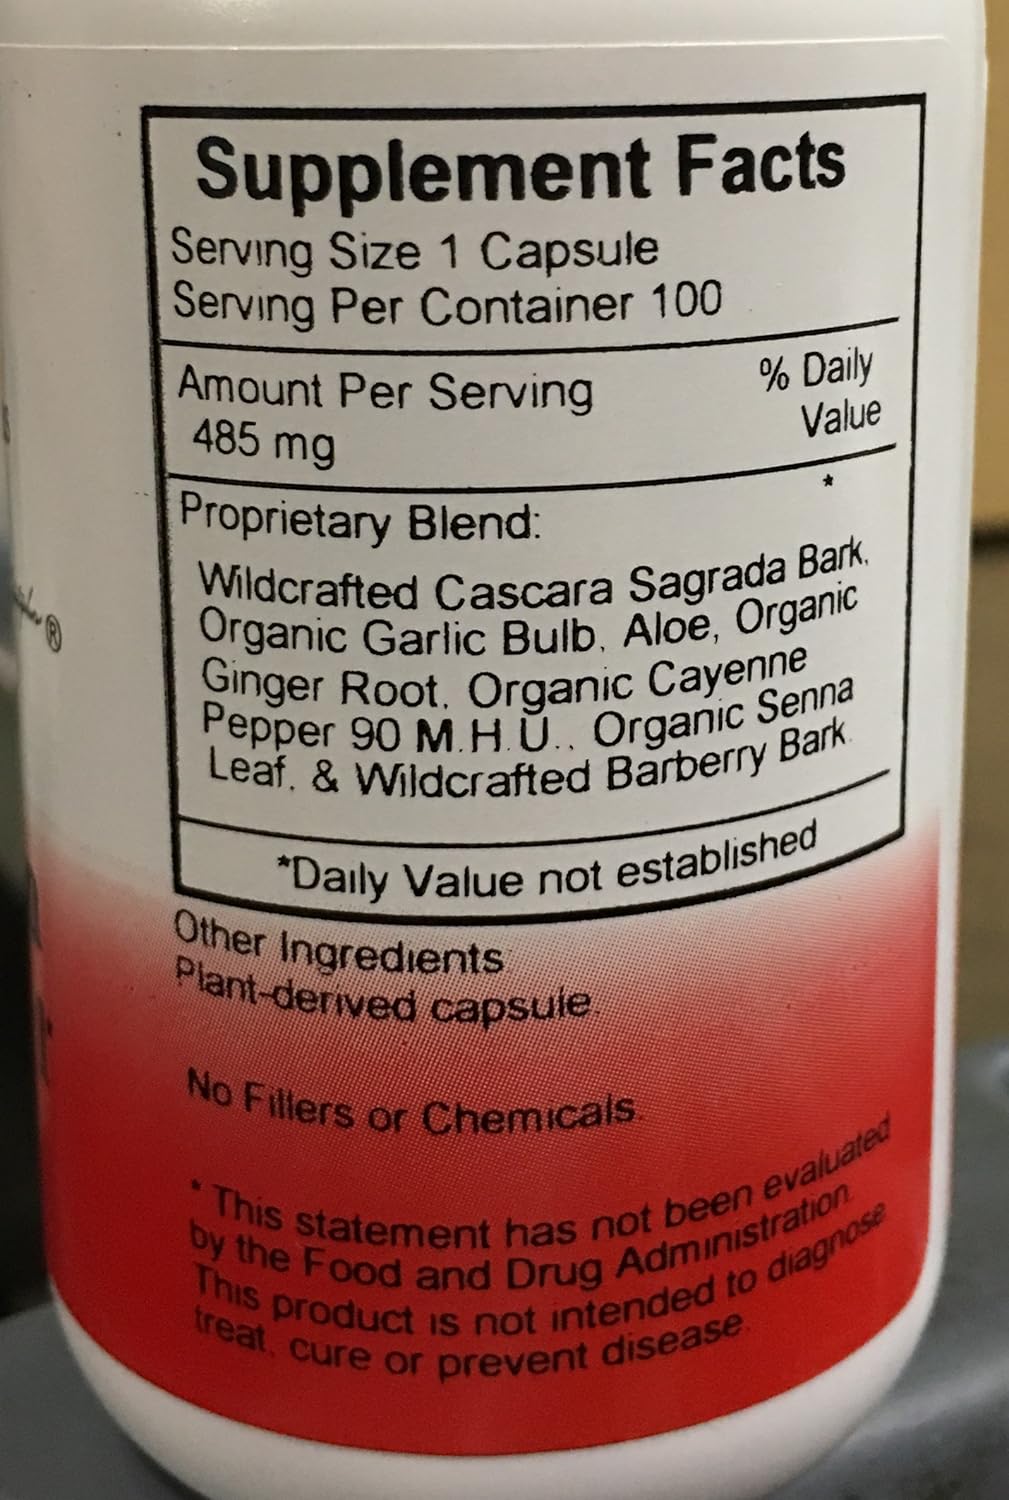 Supplement Facts
Serving Size 1 Capsule
Serving Per Container 100
Amount Per Serving
485 mg
% Daily
Value
*
Proprietary Blend:
Wildcrafted Cascara Sagrada Bark,
Organic Garlic Bulb, Aloe, Organic
Ginger Root, Organic Cayenne
Pepper 90 M.H.U., Organic Senna
Leaf, & Wildcrafted Barberry Bark.
*Daily Value not established
Other Ingredients
Plant-derived capsule.
No Fillers or Chemicals.
* This statement has not been evaluated
by the Food and Drug Administration.
This product is not intended to diagnose
treat, cure or prevent disease.
®